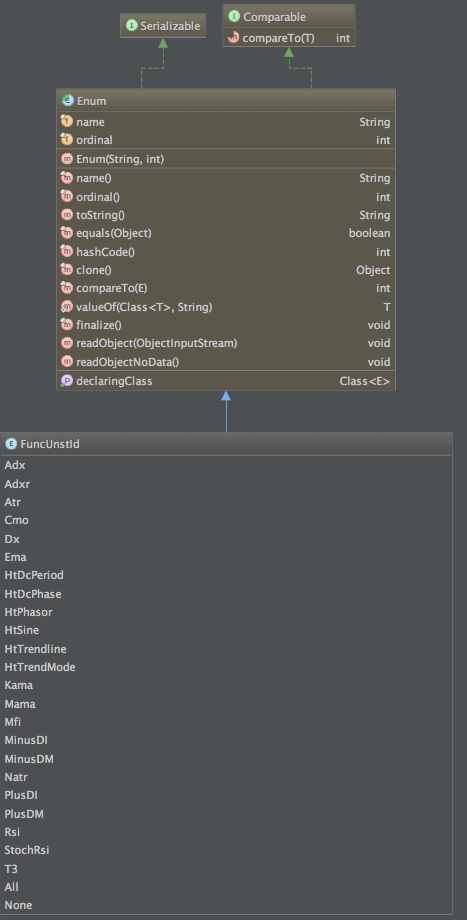 Serializable
Comparable
compareTo(T) int
Enum
name String
ordinal int
Enum(String, int)
name() String
ordinal() int
toString() String
equals(Object) boolean
hashCode() int
clone() Object
compareTo(E) int
valueOf(Class<T>, String) T
finalize() void
readObject(ObjectInputStream) void
readObjectNoData() void
declaringClass Class<E>
FuncUnstId
Adx
Adxr
Atr
Cmo
Dx
Ema
HtDcPeriod
HtDcPhase
HtPhasor
HtSine
HtTrendline
HtTrendMode
Kama
Mama
Mfi
MinusDI
MinusDM
Natr
PlusDI
PlusDM
Rsi
StochRsi
T3
All
None